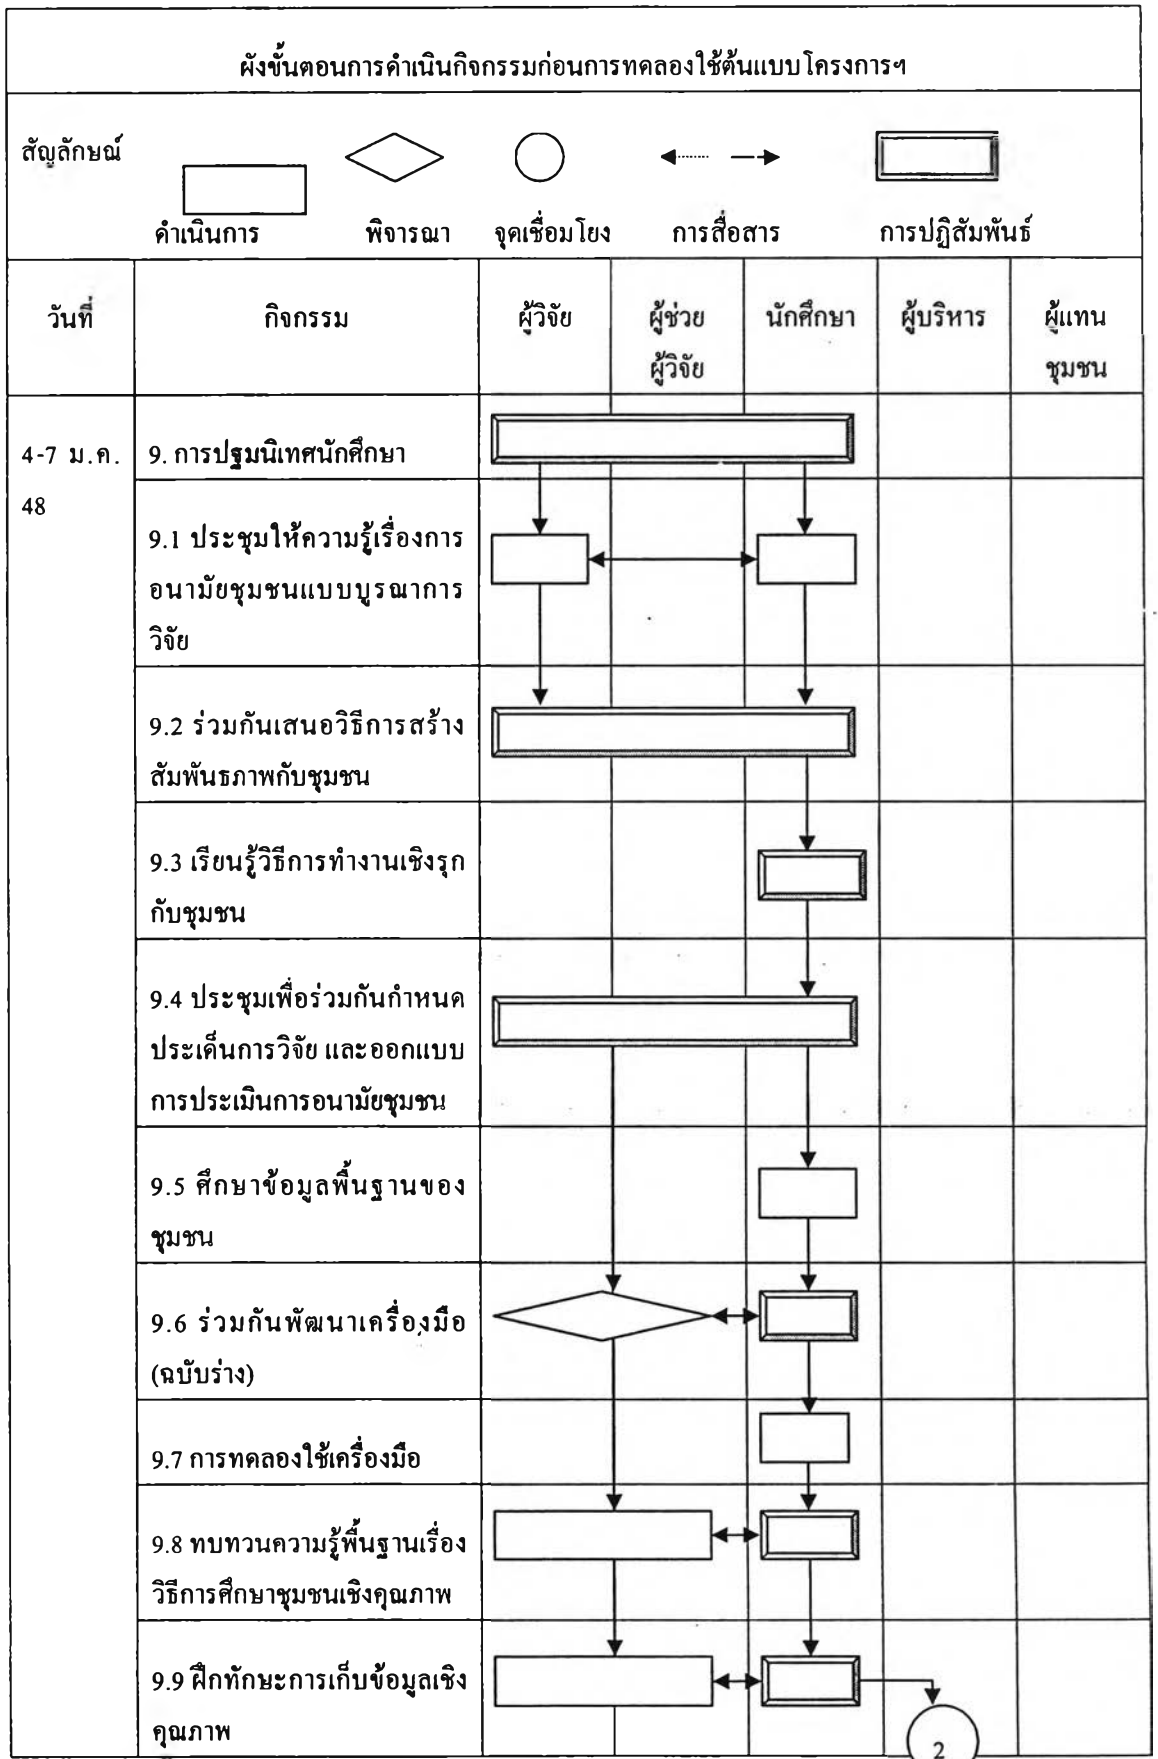 ผังขั้นตอนการดำเนินกิจกรรมก่อนการทดลองใช้ต้นแบบโครงการฯ
สัญลักษณ์
ดำเนินการ พิจารณา จุดเชื่อมโยง การสื่อสาร การปฏิสัมพันธ์
วันที่ กิจกรรม ผู้วิจัย ผู้ช่วย นักศึกษา ผู้บริหาร ผู้แทน
ผู้วิจัย ชุมชน
4-7 ม.ค. 9. การปฐมนิเทศนักศึกษา
48
9.1 ประชุมให้ความรู้เรื่องการ
อนามัยชุมชนแบบบูรณาการ
วิจัย
9.2 ร่วมกันเสนอวิธีการสร้าง
สัมพันธภาพกับชุมชน
9.3 เรียนรู้วิธีการทำงานเชิงรุก
กับชุมชน
9.4 ประชุมเพื่อร่วมกันกำหนด
ประเด็นการวิจัย และออกแบบ
การประเมินการอนามัยชุมชน
9.5 ศึกษาข้อมูลพื้นฐานของ
ชุมชน
9.6 ร่วมกันพัฒนาเครื่องมือ
(ฉบับร่าง)
9.7 การทดลองใช้เครื่องมือ
9.8 ทบทวนความรู้พื้นฐานเรื่อง
วิธีการศึกษาชุมชนเชิงคุณภาพ
9.9 ฝึกทักษะการเก็บข้อมูลเชิง
คุณภาพ
2